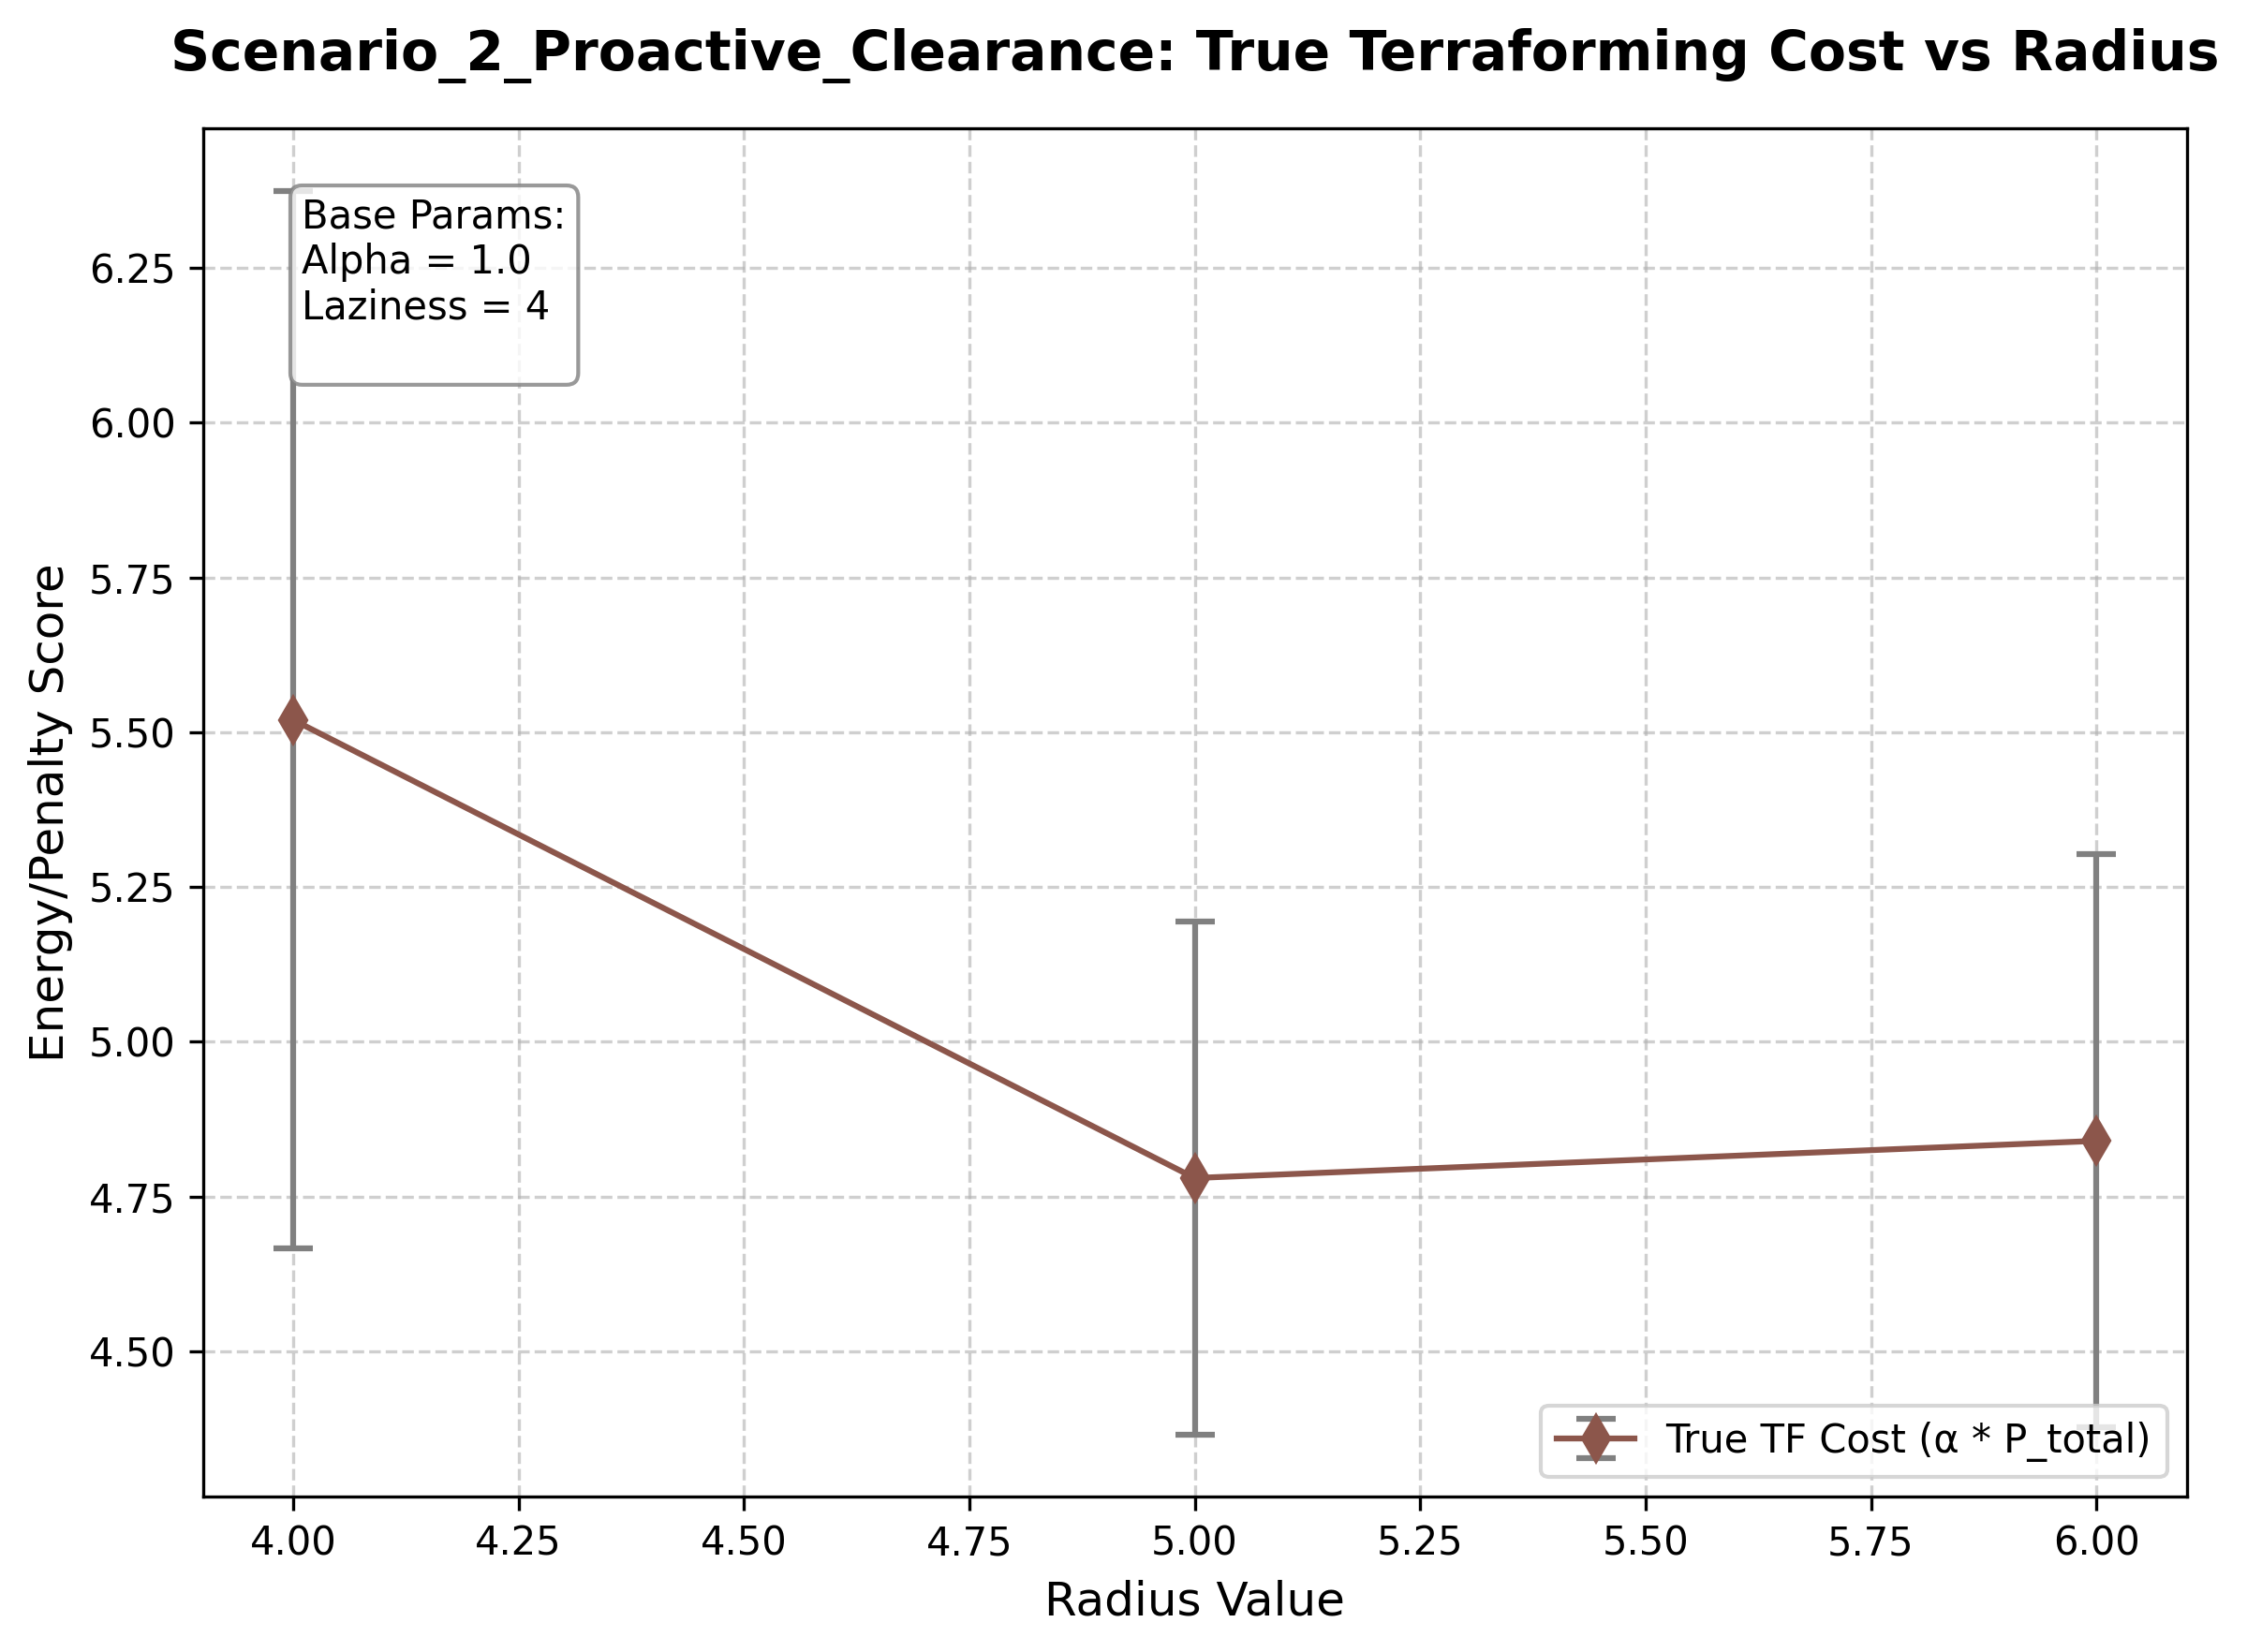 Scenario_2_Proactive_Clearance: True Terraforming Cost vs Radius
Base Params:
Alpha = 1.0
Laziness = 4
Energy/Penalty Score
6.25
6.00
5.75
5.50
5.25
5.00
4.75
4.50
True TF Cost (α * P_total)
4.00 4.25 4.50 4.75 5.00 5.25 5.50 5.75 6.00
Radius Value